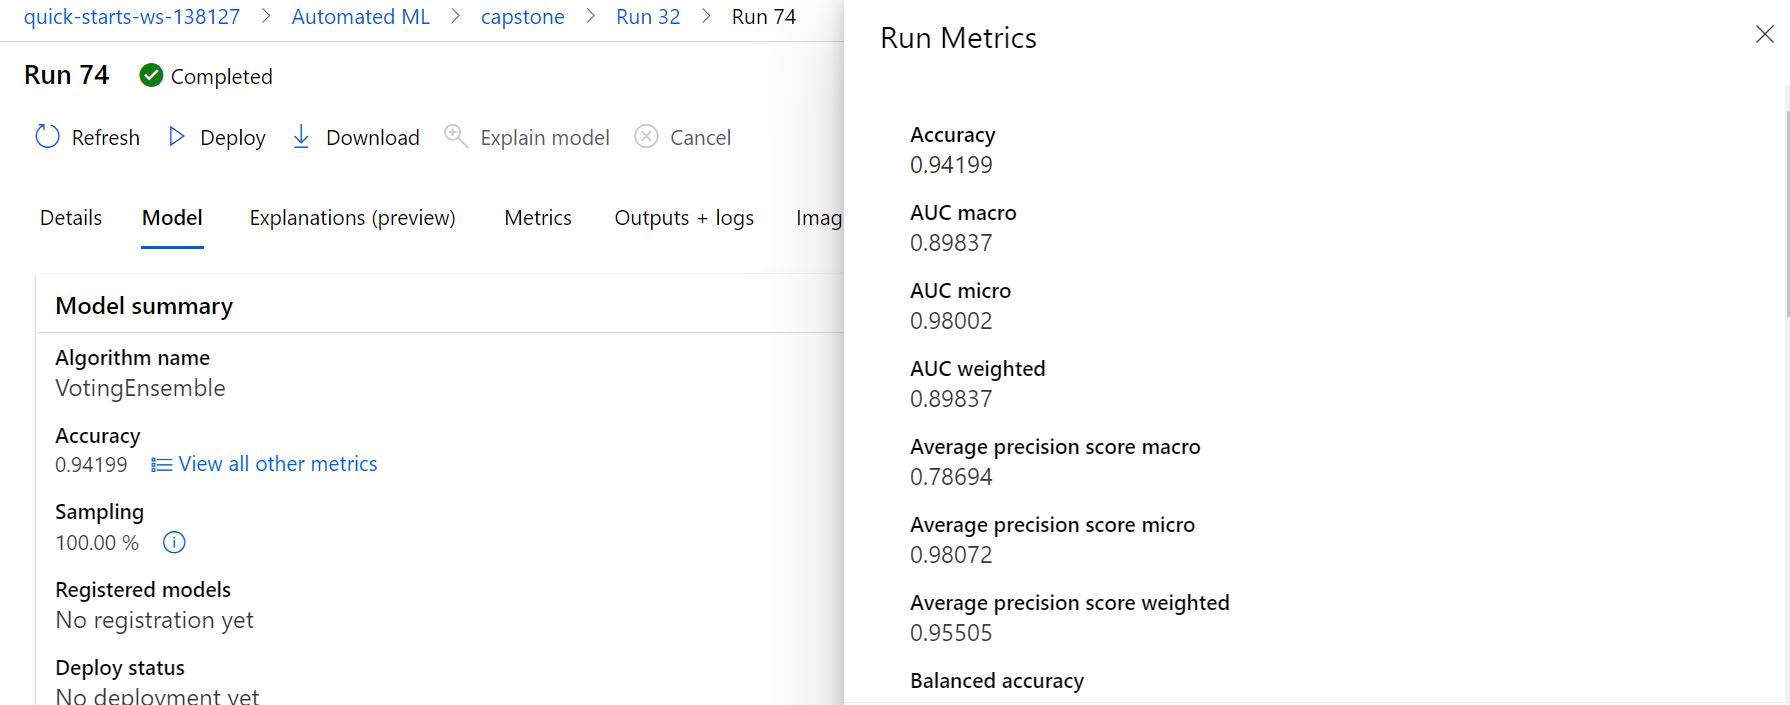 quick-starts-ws-138127 > Automated ML > capstone > Run 32 > Run 74
Run 74 Completed
Refresh Deploy Download Explain model Cancel
Details Model Explanations (preview) Metrics Outputs + logs Imag
Model summary
Algorithm name
VotingEnsemble
Accuracy
0.94199 View all other metrics
Sampling
100.00 %
Registered models
No registration yet
Deploy status
No deployment yet
Run Metrics
Accuracy
0.94199
AUC macro
0.89837
AUC micro
0.98002
AUC weighted
0.89837
Average precision score macro
0.78694
Average precision score micro
0.98072
Average precision score weighted
0.95505
Balanced accuracy